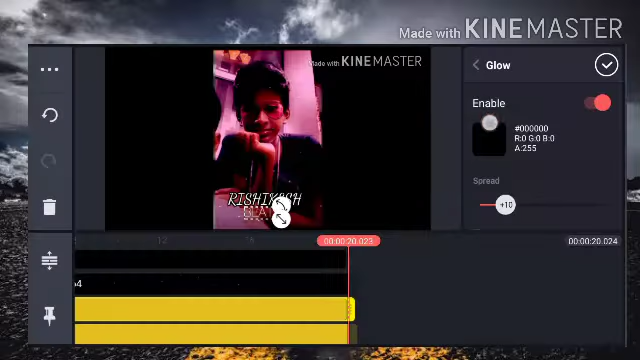 Made with KINEMASTER
Glow
Made with KINEMASTER
Enable
#000000
R:0 G:0 B:0
A:255
RISHIKESH
Spread
+10
12
00:00:20.023
00:00:20.024